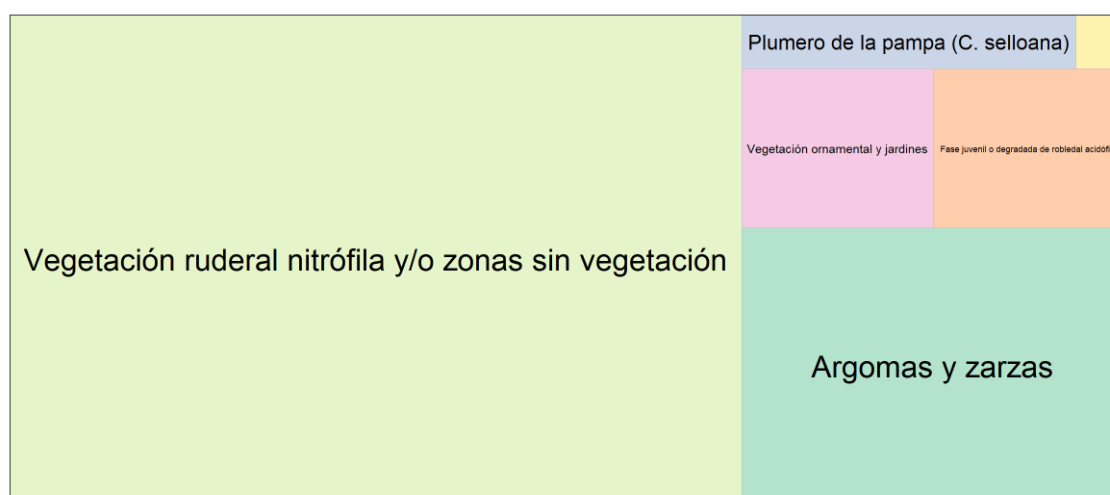 Plumero de la pampa (C. selloana)
Vegetación ornamental y jardines
Fase juvenil o degradada de robledal
Vegetación ruderal nitrófila y/o zonas sin vegetación
Argomas y zarzas